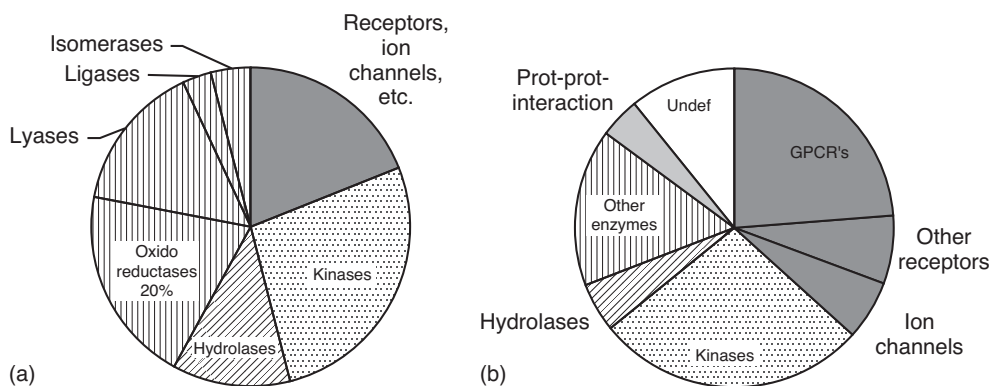 Receptors,
ion
channels,
etc.
Isomerases
Ligases
Lyases
Oxido
reductases
20%
Kinases
Hydrolases
(a)
Prot-prot-
interaction
Undef
GPCR's
Other
enzymes
Other
receptors
Hydrolases
Ion
channels
Kinases
(b)